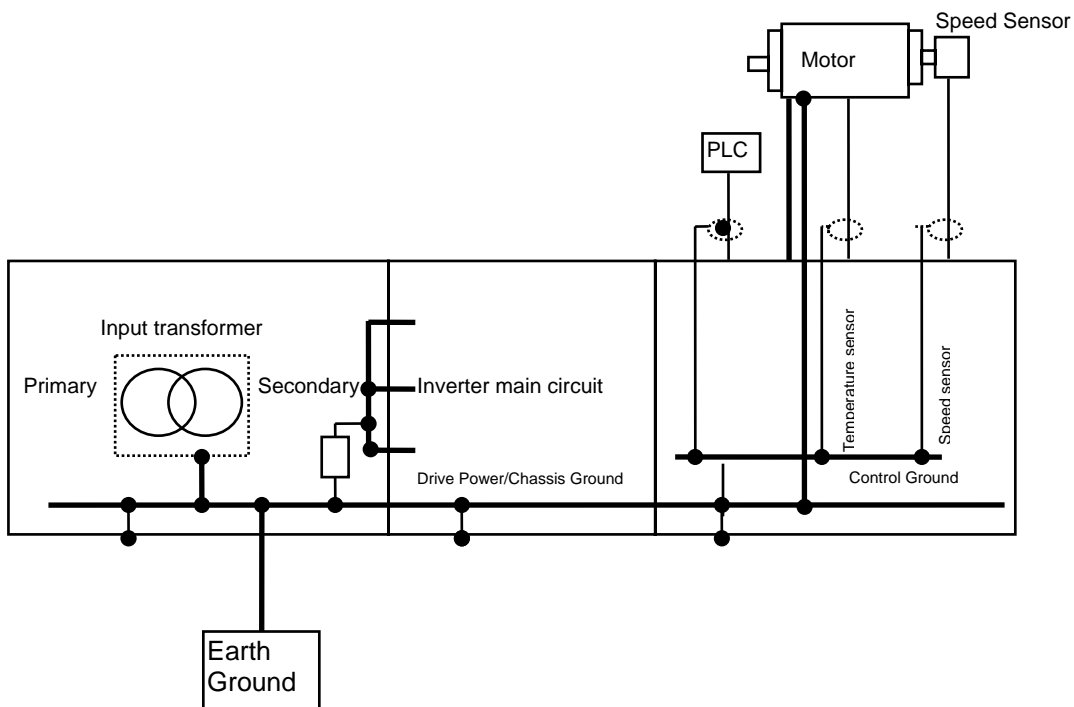 Speed Sensor
Motor
PLC
Input transformer
Primary
Secondary
Inverter main circuit
Temperature sensor
Speed sensor
Drive Power/Chassis Ground
Control Ground
Earth
Ground